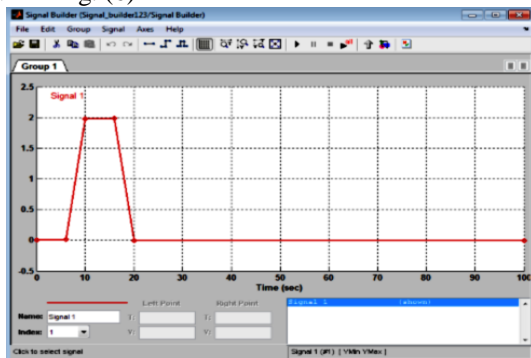 Signal Builder (Signal_builder123/Signal Builder)
File Edit Group Signal Axes Help
Group 1
Signal 1
2.5
2
1.5
1
0.5
0
-0.5
0 10 20 30 40 50 60 70 80 90 100
Time (sec)
Left Point Right Point
Name: Signal 1 T: T:
Index: 1 Y: Y:
Signal 1 (shown)
Click to select signal
Signal 1 (#1) [ YMin YMax ]